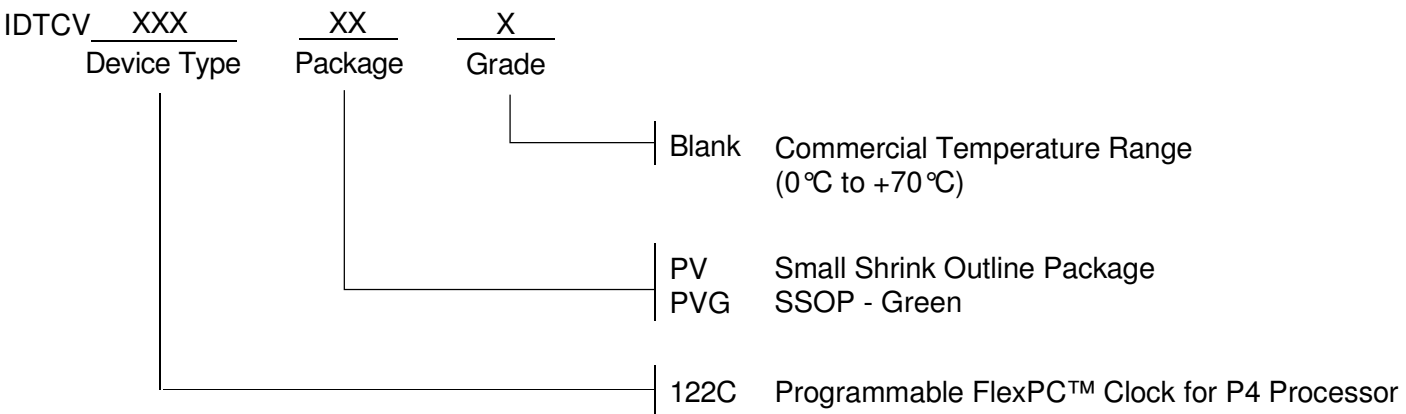 IDTCV XXX XX X
Device Type Package Grade
Blank Commercial Temperature Range
(0°C to +70°C)
PV Small Shrink Outline Package
PVG SSOP - Green
122C Programmable FlexPC™ Clock for P4 Processor